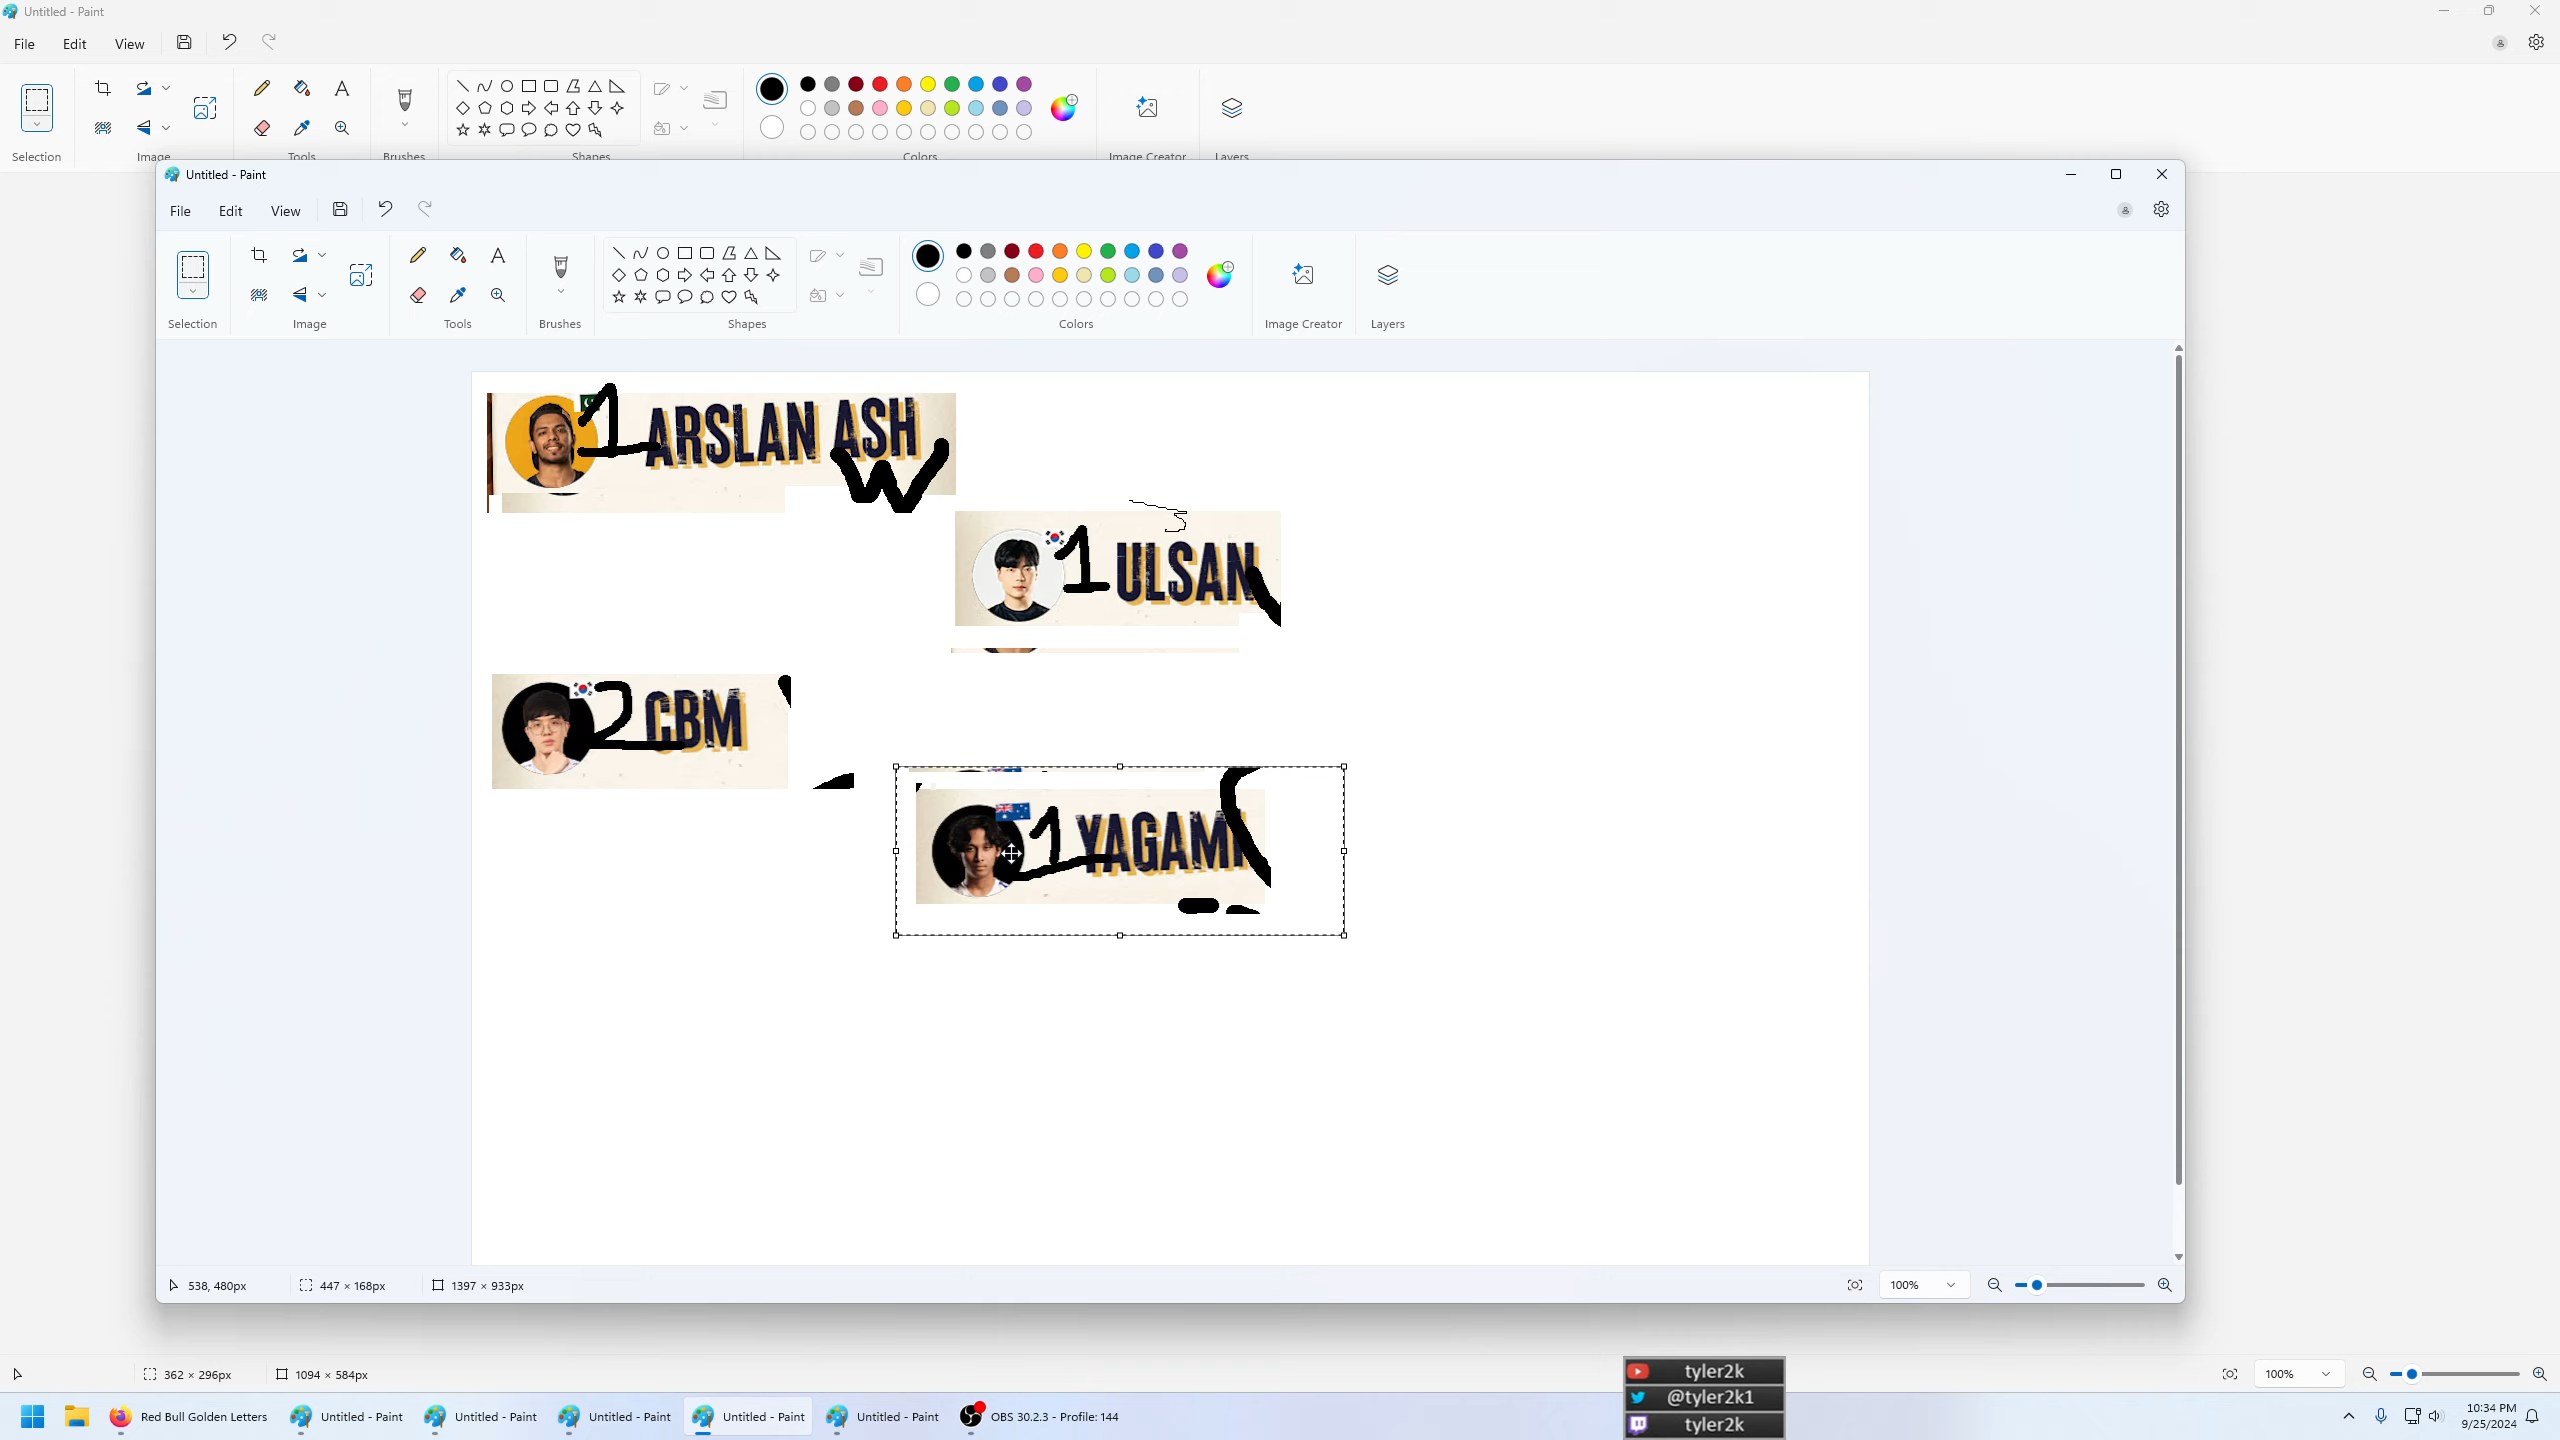 Untitled - Paint
File Edit View
Selection Image Tools Brushes Shapes Colors Image Creator Layers
Untitled - Paint
File Edit View
Selection Image Tools Brushes Shapes Colors Image Creator Layers
1 ARSLAN ASH
W
3
1 ULSAN
2 CBM
1 YAGAMI
538, 480px 447 × 168px 1397 × 933px 100%
362 × 296px 1094 × 584px 100%
tyler2k
@tyler2k1
tyler2k
Red Bull Golden Letters Untitled - Paint Untitled - Paint Untitled - Paint Untitled - Paint Untitled - Paint OBS 30.2.3 - Profile: 144
10:34 PM
9/25/2024